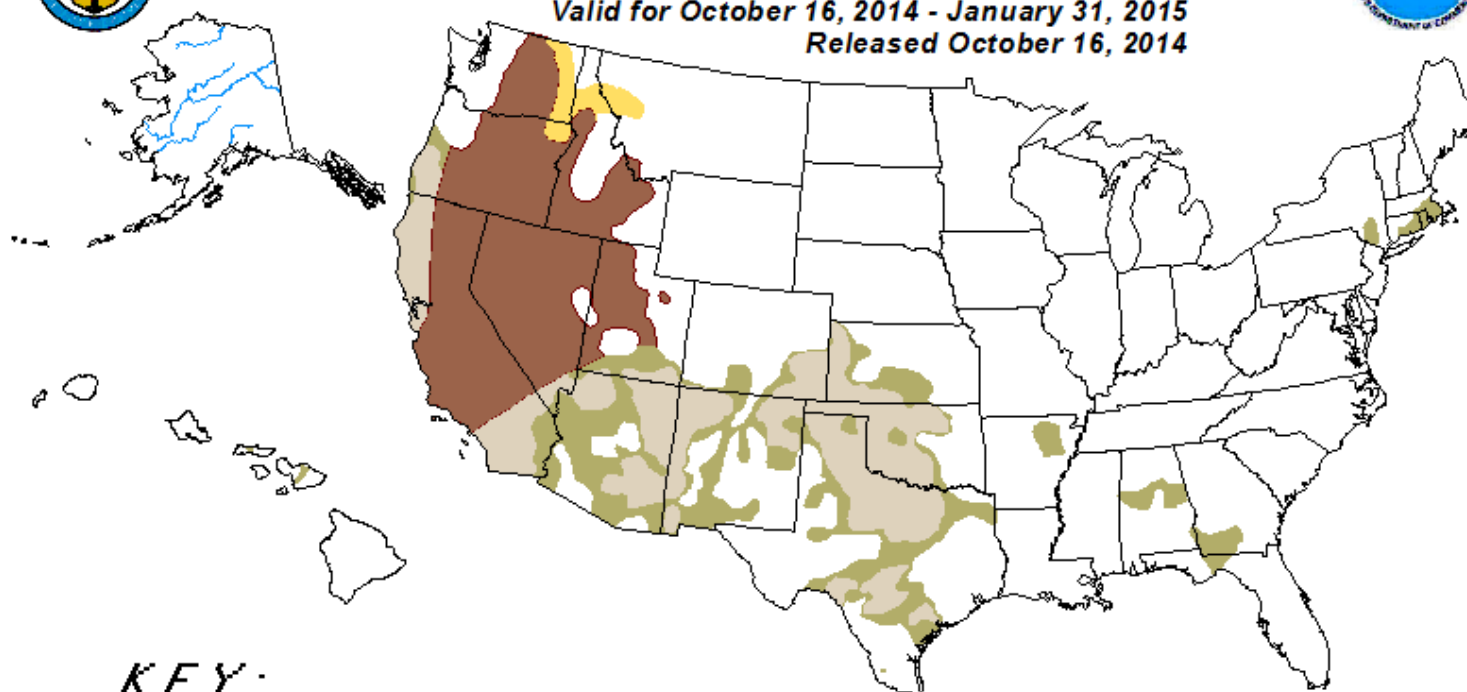 Valid for October 16, 2014 - January 31, 2015
Released October 16, 2014
KEY: